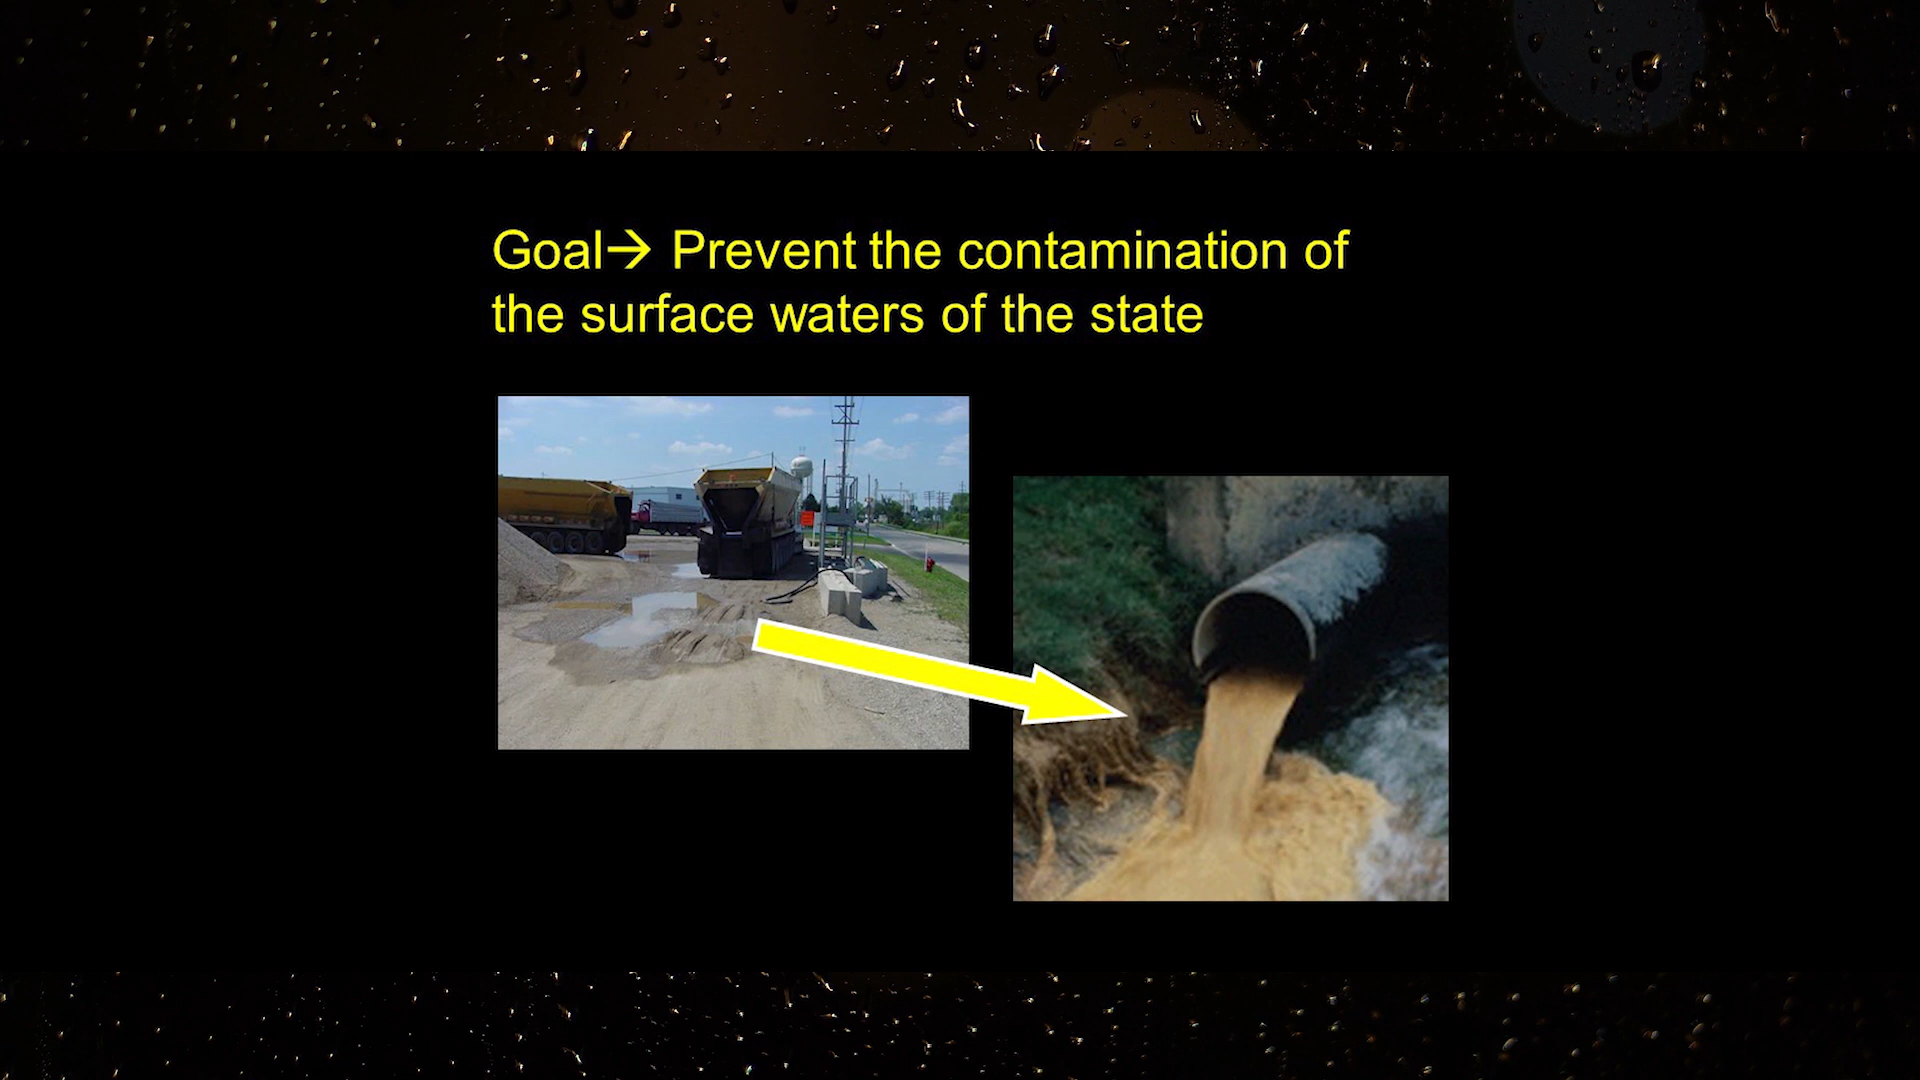 Goal→ Prevent the contamination of
the surface waters of the state